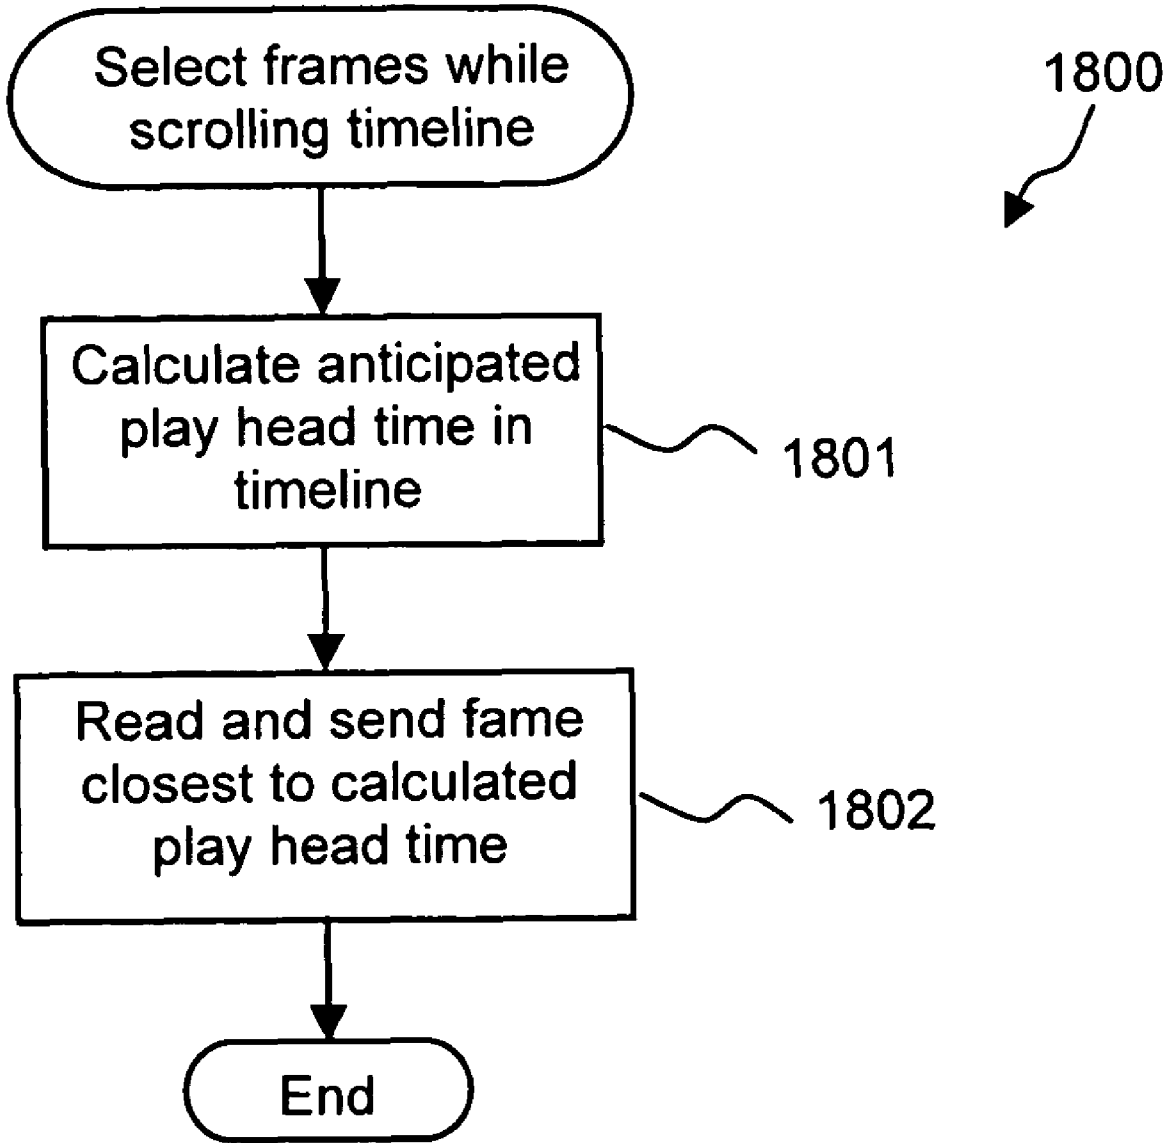 Select frames while
scrolling timeline
1800
Calculate anticipated
play head time in
timeline
1801
Read and send fame
closest to calculated
play head time
1802
End